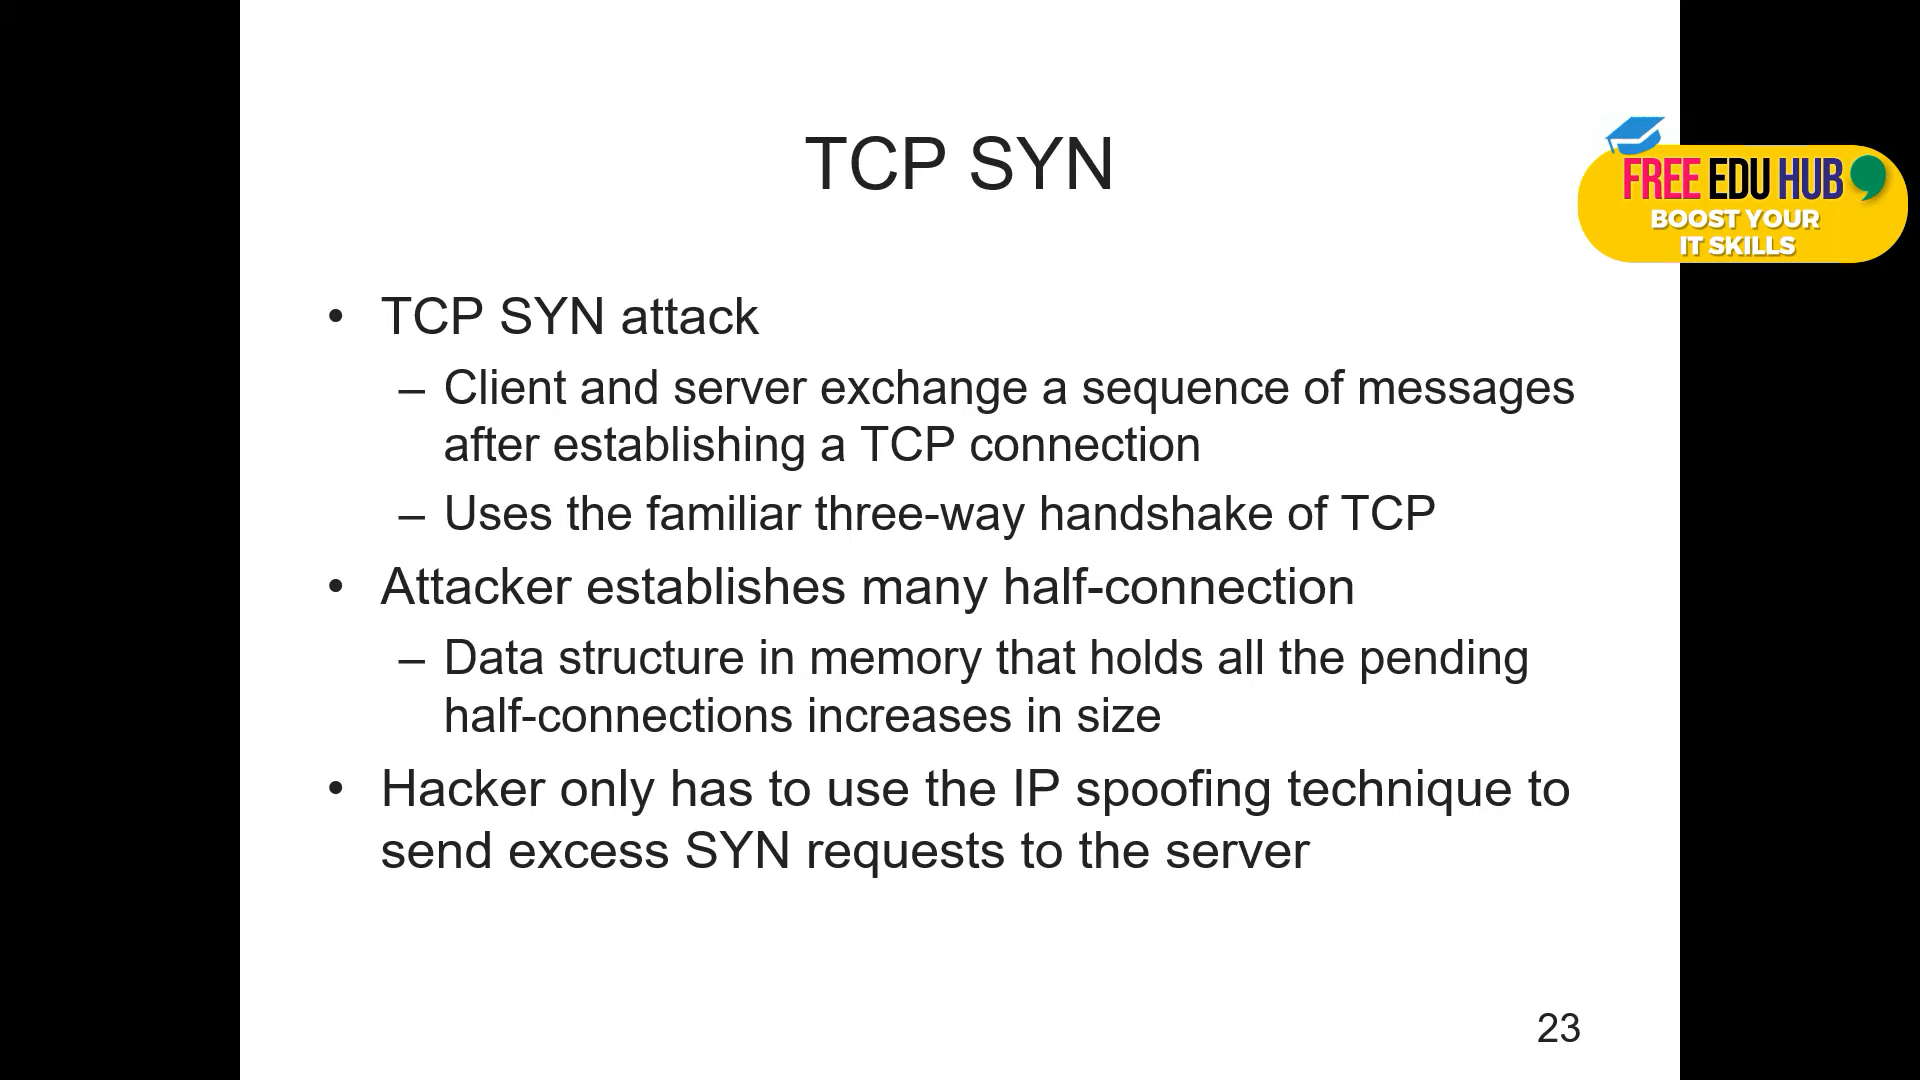 TCP SYN
FREE EDU HUB
BOOST YOUR
IT SKILLS
• TCP SYN attack
– Client and server exchange a sequence of messages
after establishing a TCP connection
– Uses the familiar three-way handshake of TCP
• Attacker establishes many half-connection
– Data structure in memory that holds all the pending
half-connections increases in size
• Hacker only has to use the IP spoofing technique to
send excess SYN requests to the server
23